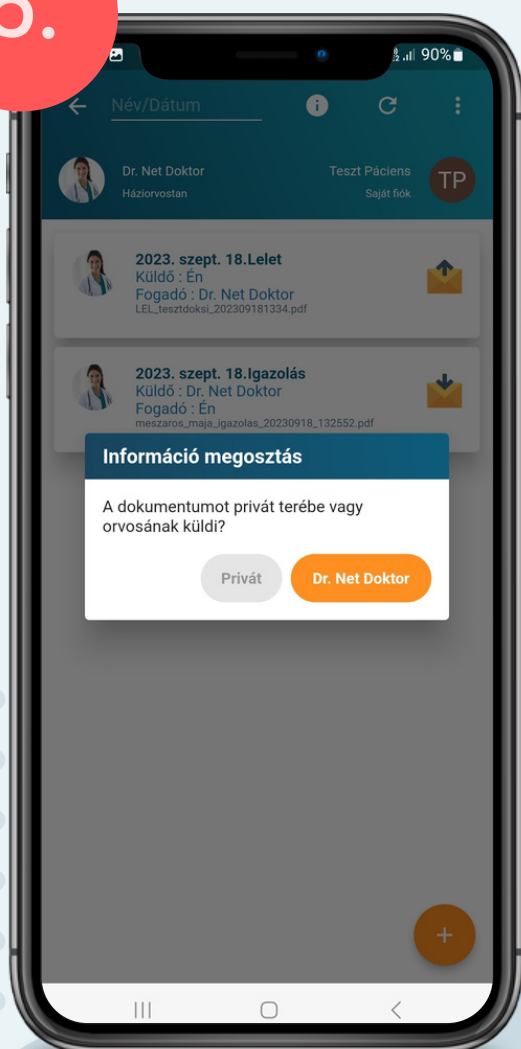 90%
Név/Dátum
Dr. Net Doktor
Háziorvostan
Teszt Páciens
Saját fiók
TP
2023. szept. 18.Lelet
Küldő : Én
Fogadó : Dr. Net Doktor
LEL_tesztdoksi_202309181334.pdf
2023. szept. 18.Igazolás
Küldő : Dr. Net Doktor
Fogadó : Én
meszaros_maja_igazolas_20230918_132552.pdf
Információ megosztás
A dokumentumot privát terébe vagy
orvosának küldi?
Privát
Dr. Net Doktor